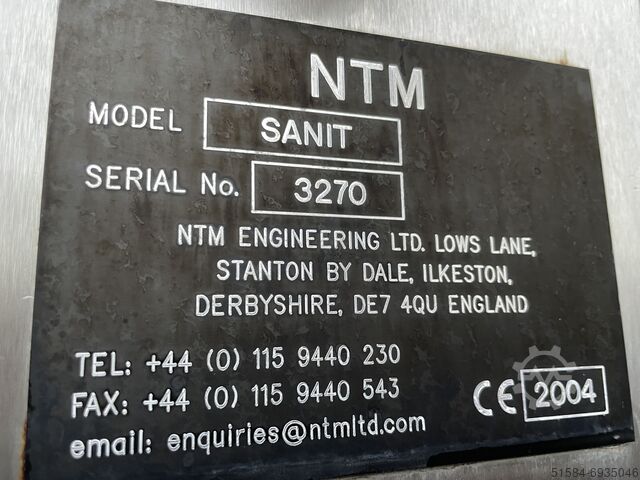 NTM
MODEL SANIT
SERIAL No. 3270
NTM ENGINEERING LTD. LOWS LANE,
STANTON BY DALE, ILKESTON,
DERBYSHIRE, DE7 4QU ENGLAND
TEL: +44 (0) 115 9440 230
FAX: +44 (0) 115 9440 543
CE 2004
email: enquiries@ntmltd.com
51584-6935046